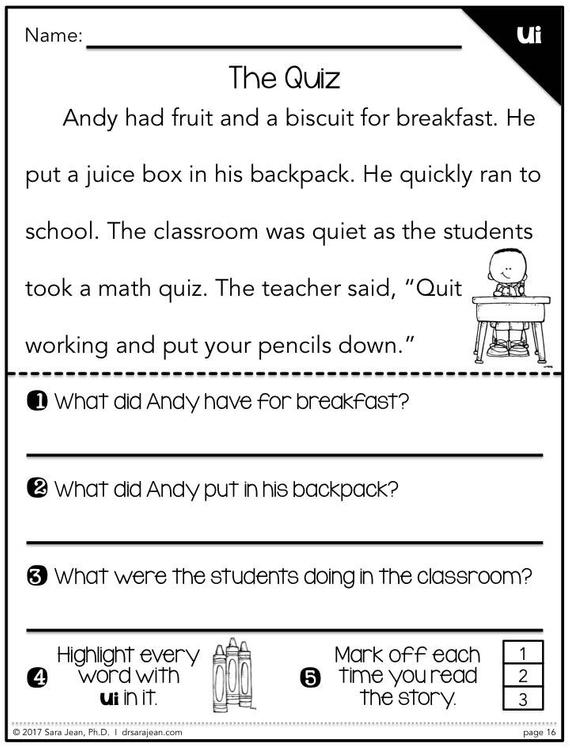 Name:
ui
The Quiz
Andy had fruit and a biscuit for breakfast. He
put a juice box in his backpack. He quickly ran to
school. The classroom was quiet as the students
took a math quiz. The teacher said, “Quit
working and put your pencils down.”
1 What did Andy have for breakfast?
2 What did Andy put in his backpack?
3 What were the students doing in the classroom?
4 Highlight every
word with
ui in it.
5 Mark off each
time you read
the story.
1
2
3
© 2017 Sara Jean, Ph.D. I drsarajean.com
page 16